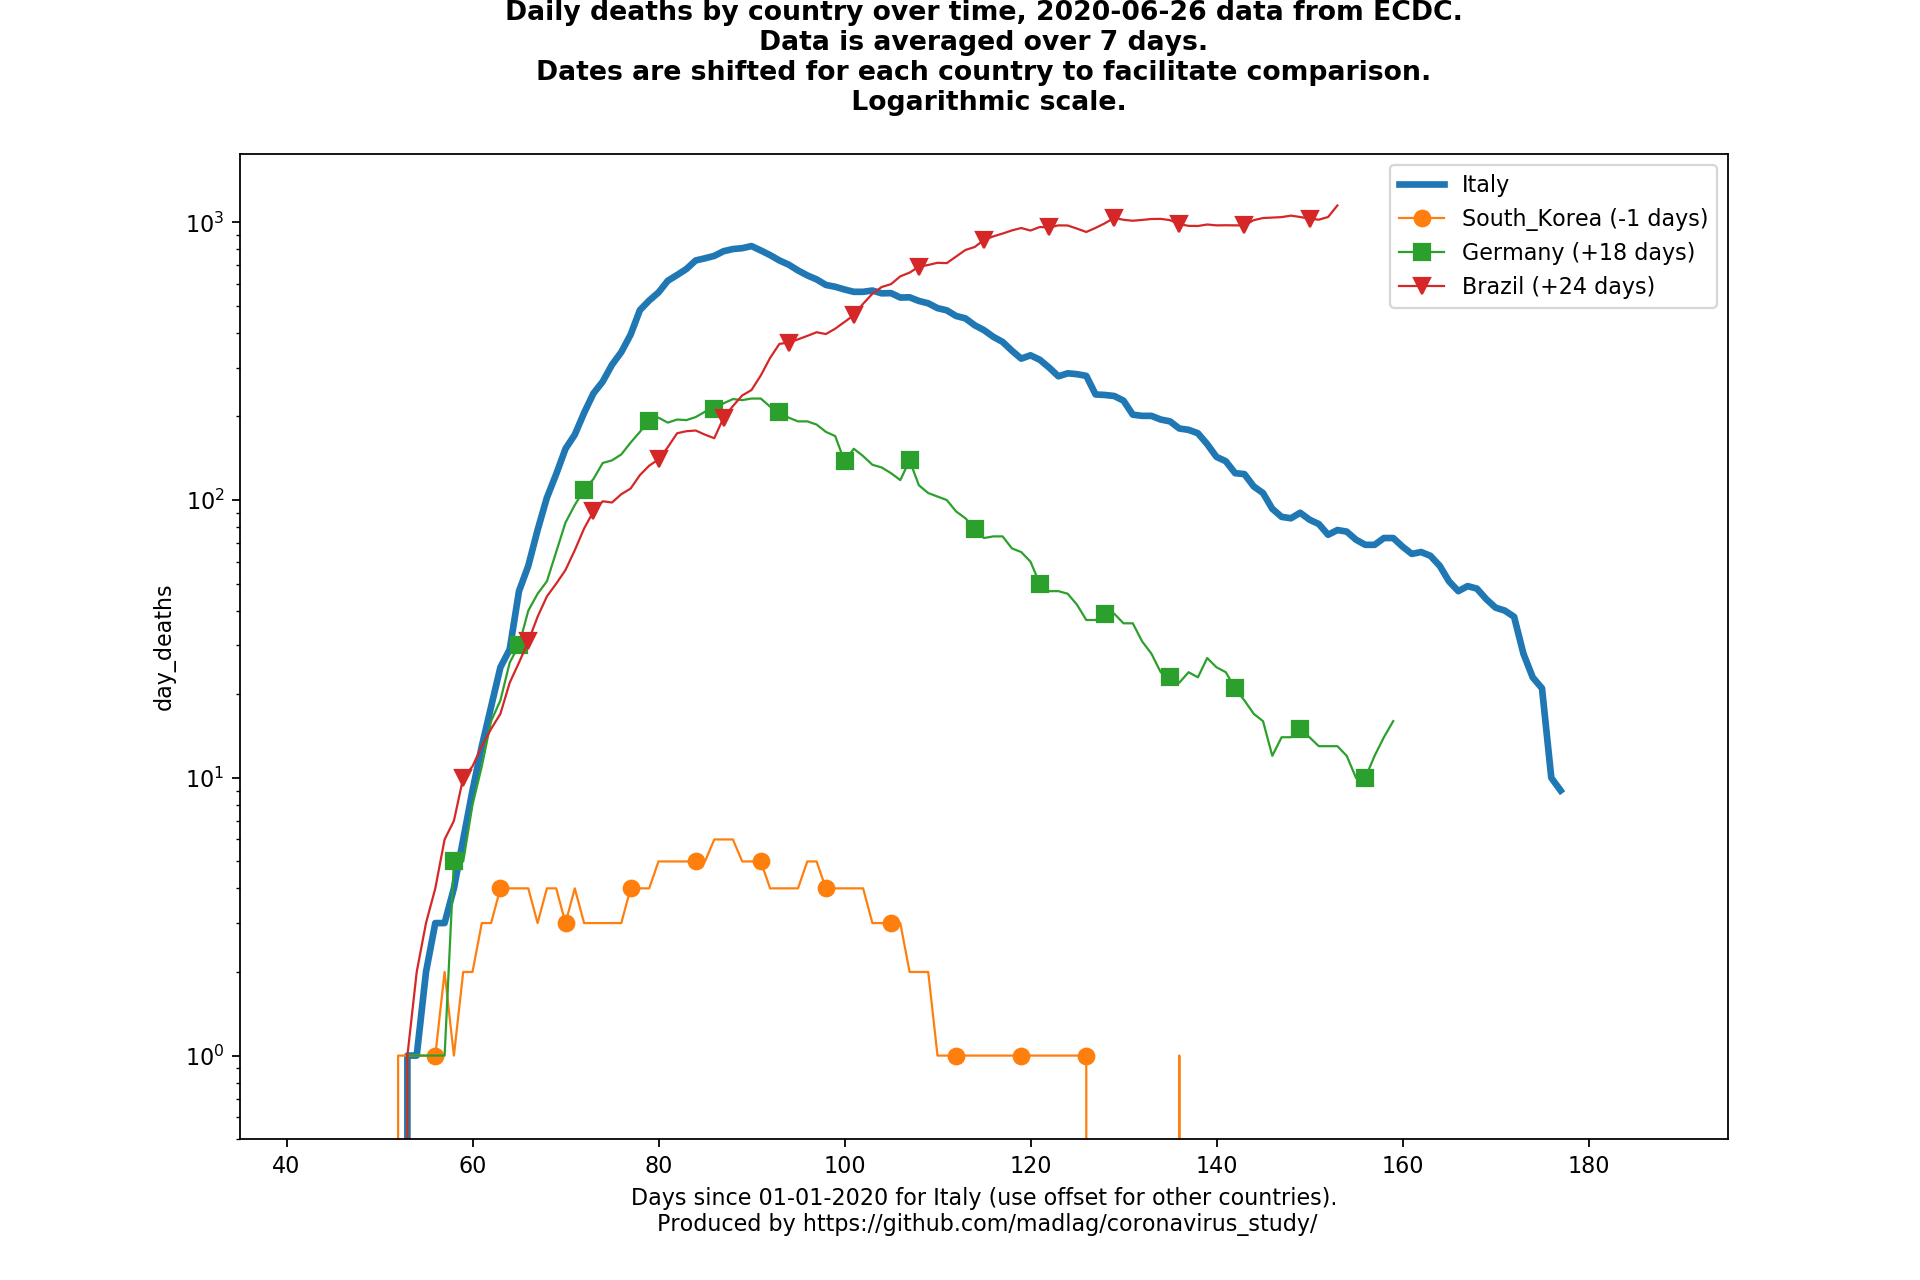 Daily deaths by country over time, 2020-06-26 data from ECDC.
Data is averaged over 7 days.
Dates are shifted for each country to facilitate comparison.
Logarithmic scale.
Italy
South_Korea (-1 days)
Germany (+18 days)
Brazil (+24 days)
10³
10²
10¹
10⁰
day_deaths
40 60 80 100 120 140 160 180
Days since 01-01-2020 for Italy (use offset for other countries).
Produced by https://github.com/madlag/coronavirus_study/